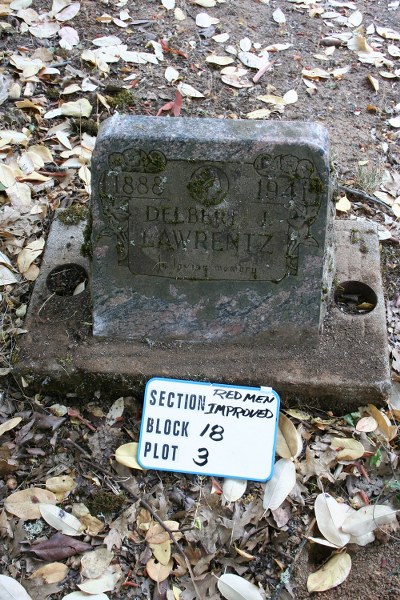 1888 1941
DELBERT J.
LAWRENTZ
SECTION RED MEN
IMPROVED
BLOCK 18
PLOT 3